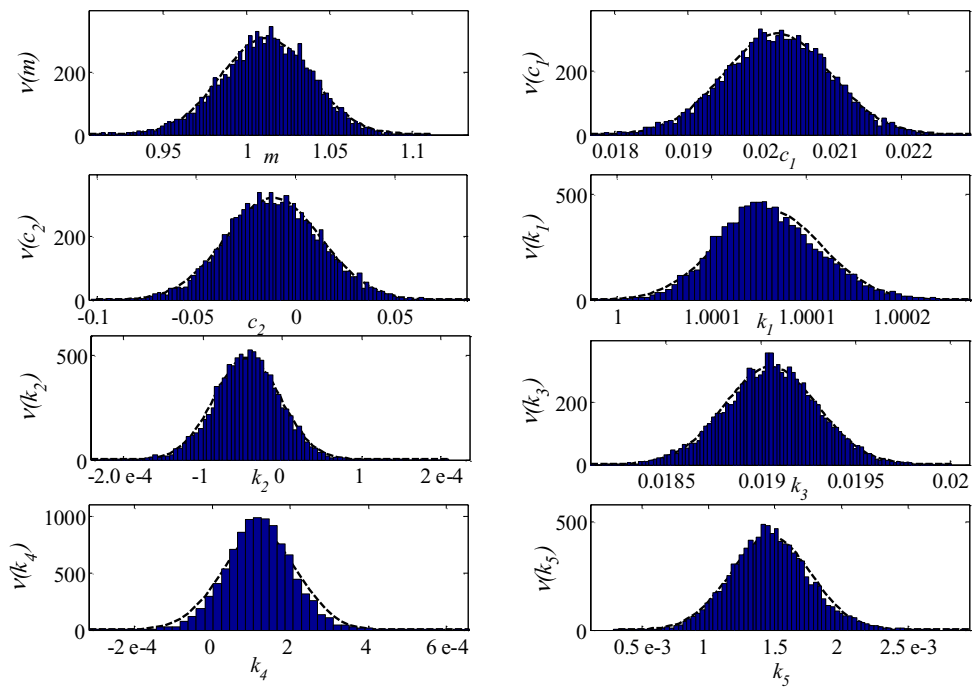 ν(m)
200
0
0.95 1 1.05 1.1
m
ν(c₁)
200
0
0.018 0.019 0.02 0.021 0.022
c₁
ν(c₂)
200
0
-0.1 -0.05 0 0.05
c₂
ν(k₁)
500
0
1 1.0001 1.0001 1.0002
k₁
ν(k₂)
500
0
-2.0 e-4 -1 0 1 2 e-4
k₂
ν(k₃)
200
0
0.0185 0.019 0.0195 0.02
k₃
ν(k₄)
1000
500
0
-2 e-4 0 2 4 6 e-4
k₄
ν(k₅)
500
0
0.5 e-3 1 1.5 2 2.5 e-3
k₅